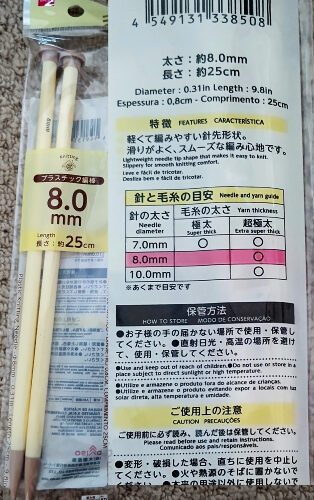 4 549131 338508
太さ：約8.0mm
長さ：約25cm
Diameter : 0.31in Length : 9.8in
Espessura : 0,8cm - Comprimento : 25cm
特徴 FEATURES CARACTERÍSTICA
軽くて編みやすい針先形状。
滑りがよく、スムーズな編み心地です。
Lightweight needle tip shape that makes it easy to knit.
Slippery for smooth knitting comfort.
Leve e fácil de tricotar.
Desliza bem e fácil de tricotar.
針と毛糸の目安 Needle and yarn guide
針の太さ Needle diameter
毛糸の太さ Yarn thickness
極太 Super thick
超極太 Extra super thick
7.0mm ○ ○
8.0mm ○
10.0mm ○
※あくまで目安です
保管方法
HOW TO STORE MODO DE CONSERVAÇÃO
●お子様の手の届かない場所で使用・保管し
てください。●直射日光・高温の場所を避け
て、使用・保管してください。
●Use and keep out of reach of children. ●Do not use or store in a
place subject to direct sunlight or high temperature.
●Utilize e armazene o produto fora do alcance de crianças.
●Utilize e armazene o produto evitando expor a locais com luz
solar direta, alta temperatura e umidade.
ご使用上の注意
CAUTION PRECAUÇÕES
ご使用前に必ず読み、読んだ後は保管してください。
Please read before use and retain instructions.
●変形・破損した場合、直ちに使用を中止し
てください。●火や熱源のそばに置かないで
8.0mm
KNITTING
プラスチック編棒
8.0
mm
Length
長さ：約25cm